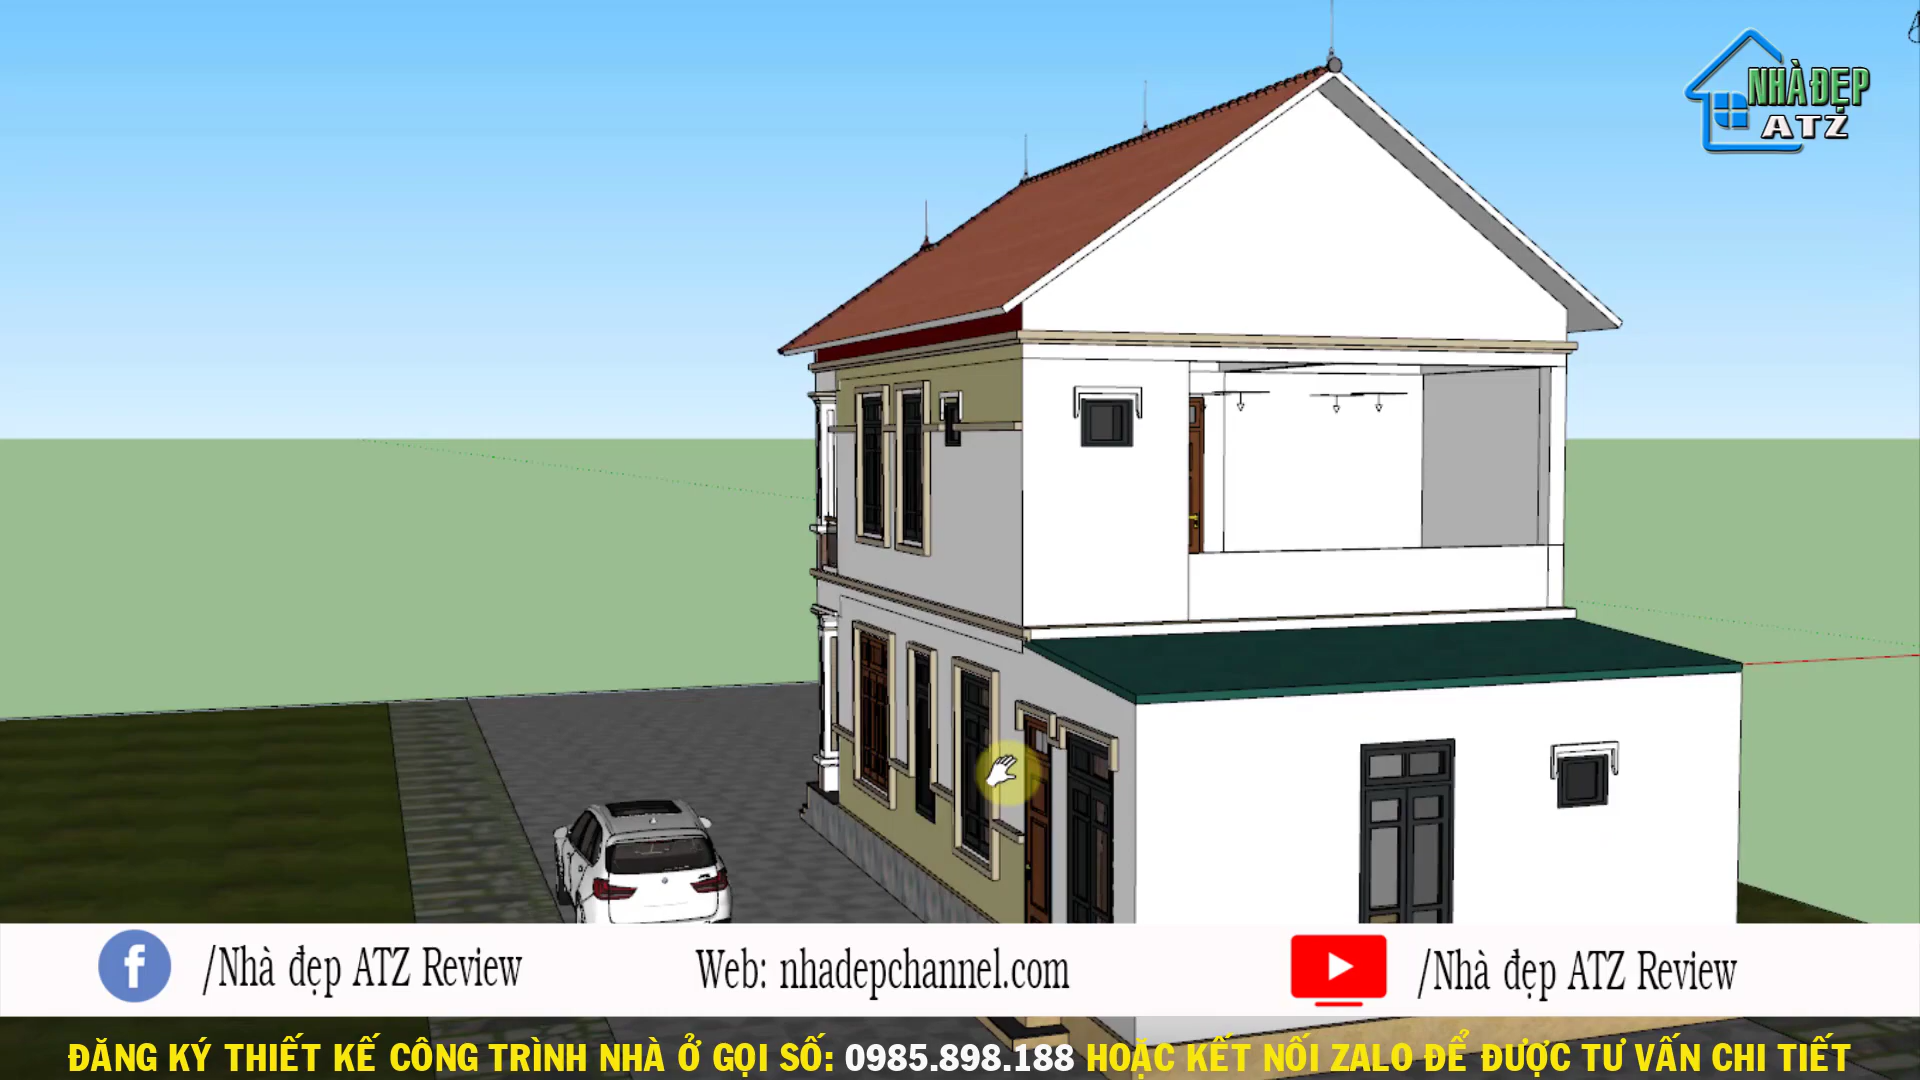 NHÀ ĐẸP
ATZ
/Nhà đẹp ATZ Review
Web: nhadepchannel.com
/Nhà đẹp ATZ Review
ĐĂNG KÝ THIẾT KẾ CÔNG TRÌNH NHÀ Ở GỌI SỐ: 0985.898.188 HOẶC KẾT NỐI ZALO ĐỂ ĐƯỢC TƯ VẤN CHI TIẾT